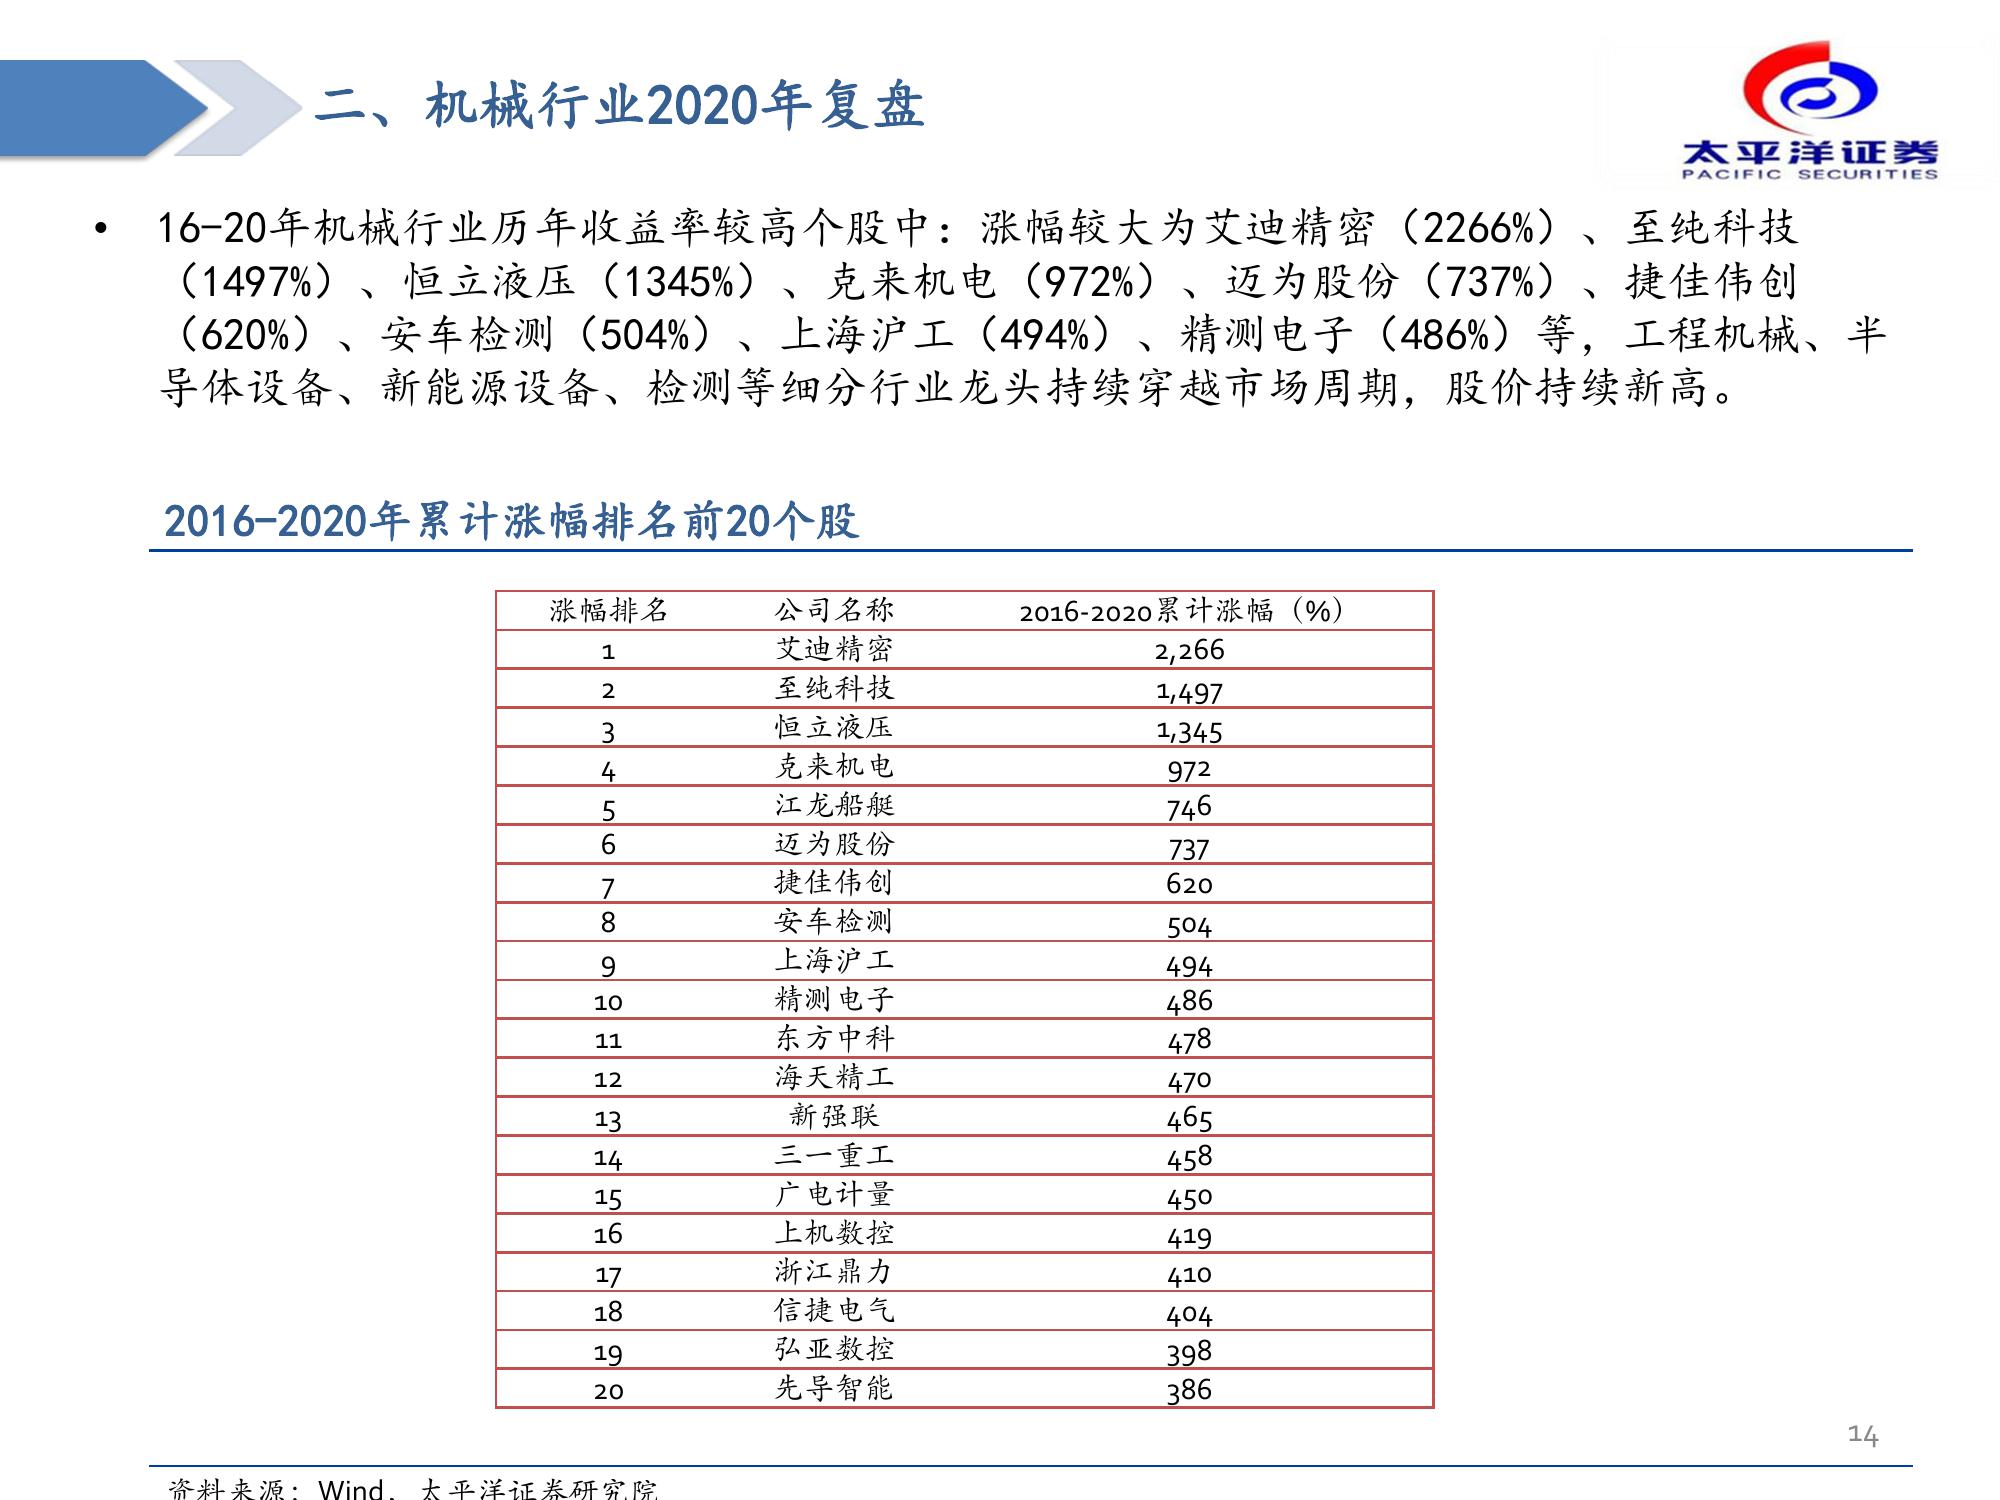 二、机械行业2020年复盘
太平洋证券
PACIFIC SECURITIES
• 16-20年机械行业历年收益率较高个股中：涨幅较大为艾迪精密（2266%）、至纯科技
（1497%）、恒立液压（1345%）、克来机电（972%）、迈为股份（737%）、捷佳伟创
（620%）、安车检测（504%）、上海沪工（494%）、精测电子（486%）等，工程机械、半
导体设备、新能源设备、检测等细分行业龙头持续穿越市场周期，股价持续新高。
2016-2020年累计涨幅排名前20个股
涨幅排名 公司名称 2016-2020累计涨幅（%）
1 艾迪精密 2,266
2 至纯科技 1,497
3 恒立液压 1,345
4 克来机电 972
5 江龙船艇 746
6 迈为股份 737
7 捷佳伟创 620
8 安车检测 504
9 上海沪工 494
10 精测电子 486
11 东方中科 478
12 海天精工 470
13 新强联 465
14 三一重工 458
15 广电计量 450
16 上机数控 419
17 浙江鼎力 410
18 信捷电气 404
19 弘亚数控 398
20 先导智能 386
14
资料来源：Wind，太平洋证券研究院